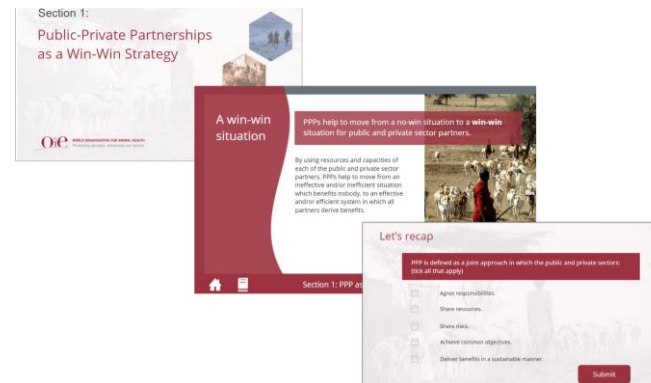 Section 1:
Public-Private Partnerships
as a Win-Win Strategy
Oie
WORLD ORGANISATION FOR ANIMAL HEALTH
A win-win
situation
PPPs help to move from a no-win situation to a win-win
situation for public and private sector partners.
By using resources and capacities of
each of the public and private sector
partners, PPPs help to move from an
ineffective and/or inefficient situation
which benefits nobody, to an effective
and/or efficient system in which all
partners derive benefits.
Section 1: PPP as
Let's recap
PPP is defined as a joint approach in which the public and private sectors:
(tick all that apply)
Agree responsibilities.
Share resources.
Share risks.
Achieve common objectives.
Deliver benefits in a sustainable manner.
Submit